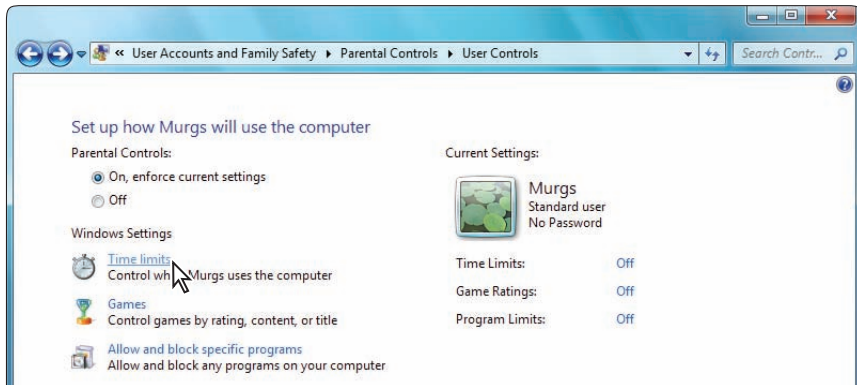 « User Accounts and Family Safety ▸ Parental Controls ▸ User Controls
Search Contr...
Set up how Murgs will use the computer
Parental Controls:
On, enforce current settings
Off
Windows Settings
Time limits
Control wh Murgs uses the computer
Games
Control games by rating, content, or title
Allow and block specific programs
Allow and block any programs on your computer
Current Settings:
Murgs
Standard user
No Password
Time Limits: Off
Game Ratings: Off
Program Limits: Off